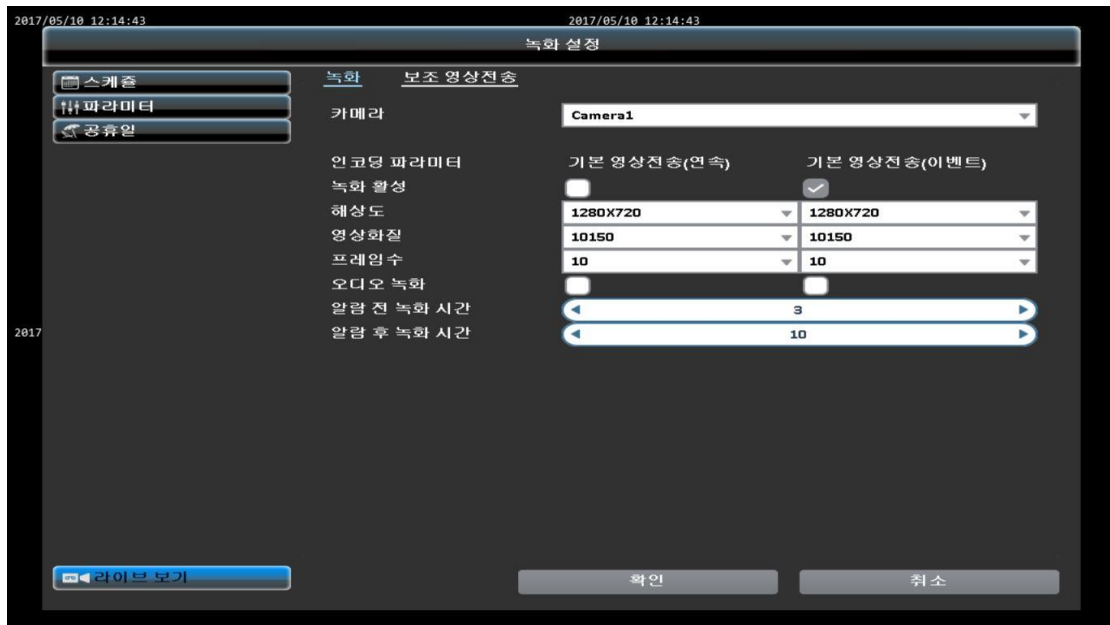 2017/05/10 12:14:43 2017/05/10 12:14:43
녹화 설정
스케쥴
파라미터
공휴일
녹화 보조 영상전송
카메라 Camera1
인코딩 파라미터 기본 영상전송(연속) 기본 영상전송(이벤트)
녹화 활성
해상도 1280X720 1280X720
영상화질 10150 10150
프레임수 10 10
오디오 녹화
알람 전 녹화 시간 3
알람 후 녹화 시간 10
2017
라이브 보기 확인 취소